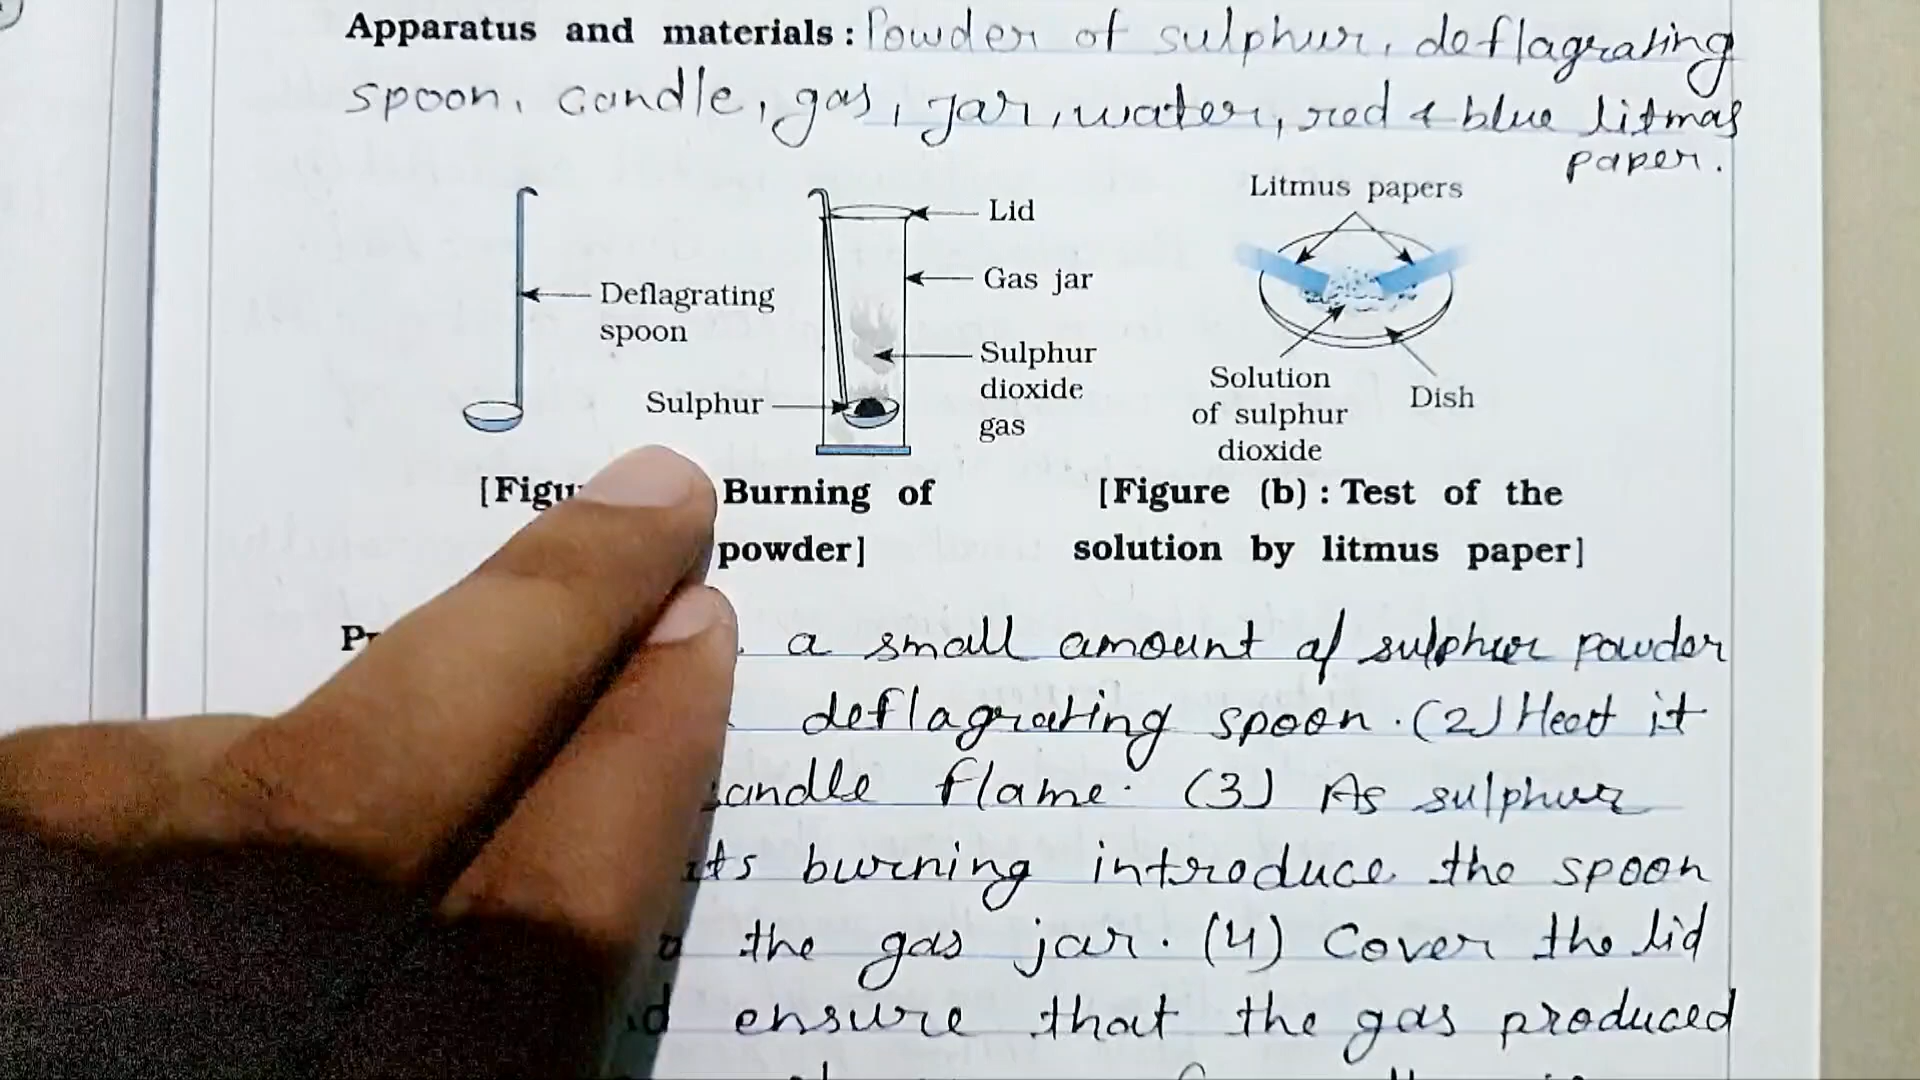 Apparatus and materials : Powder of sulphur, deflagrating
spoon, candle, gas, jar, water, red & blue litmas
paper.
Litmus papers
Lid
Gas jar
Deflagrating
spoon
Sulphur
dioxide
gas
Sulphur
Solution
of sulphur
dioxide
Dish
[Figu Burning of
powder]
[Figure (b) : Test of the
solution by litmus paper]
a small amount of sulphur powder
deflagrating spoon. (2) Heat it
candle flame. (3) As sulphur
burning introduce the spoon
the gas jar. (4) Cover the lid
ensure that the gas produced